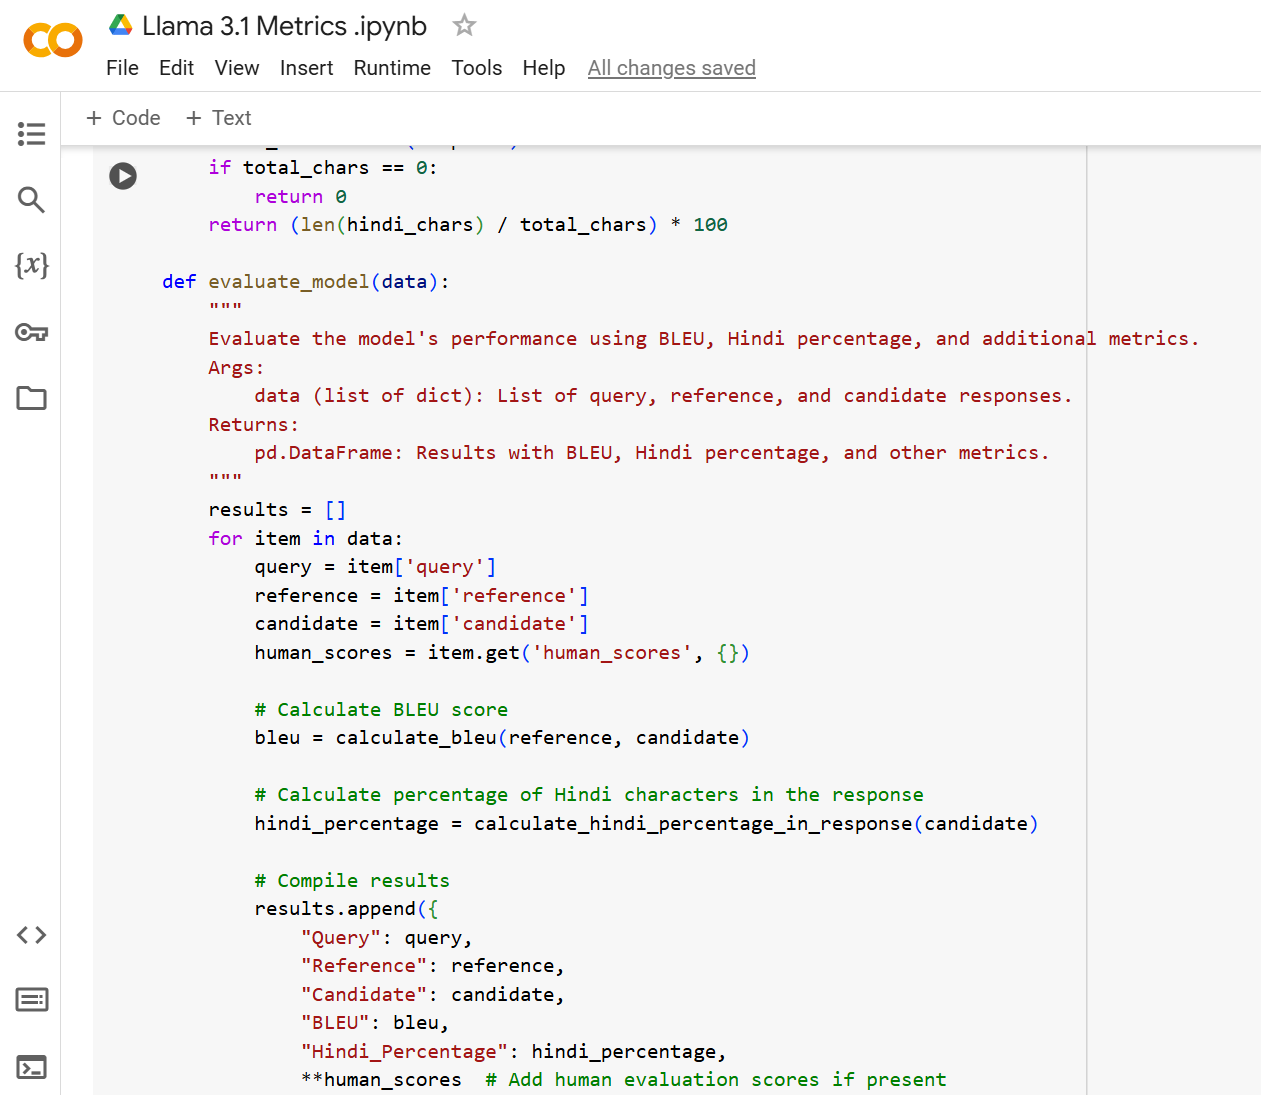 Llama 3.1 Metrics .ipynb
File Edit View Insert Runtime Tools Help All changes saved
+ Code + Text
if total_chars == 0:
return 0
return (len(hindi_chars) / total_chars) * 100
def evaluate_model(data):
"""
Evaluate the model's performance using BLEU, Hindi percentage, and additional metrics.
Args:
data (list of dict): List of query, reference, and candidate responses.
Returns:
pd.DataFrame: Results with BLEU, Hindi percentage, and other metrics.
"""
results = []
for item in data:
query = item['query']
reference = item['reference']
candidate = item['candidate']
human_scores = item.get('human_scores', {})
# Calculate BLEU score
bleu = calculate_bleu(reference, candidate)
# Calculate percentage of Hindi characters in the response
hindi_percentage = calculate_hindi_percentage_in_response(candidate)
# Compile results
results.append({
"Query": query,
"Reference": reference,
"Candidate": candidate,
"BLEU": bleu,
"Hindi_Percentage": hindi_percentage,
**human_scores # Add human evaluation scores if present